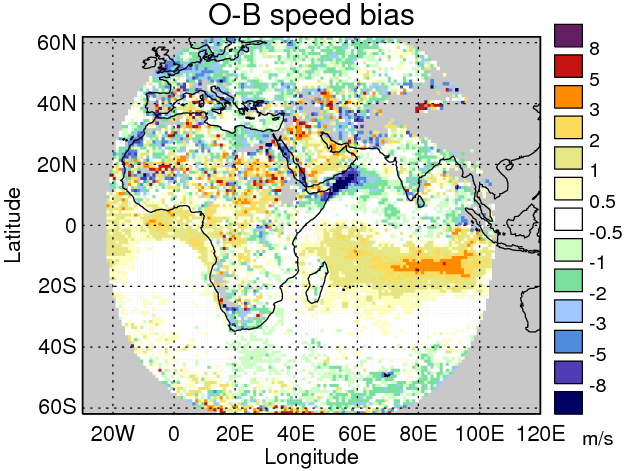 O-B speed bias
60N
40N
20N
0
20S
40S
60S
Latitude
20W 0 20E 40E 60E 80E 100E 120E
Longitude
8
5
3
2
1
0.5
-0.5
-1
-2
-3
-5
-8
m/s